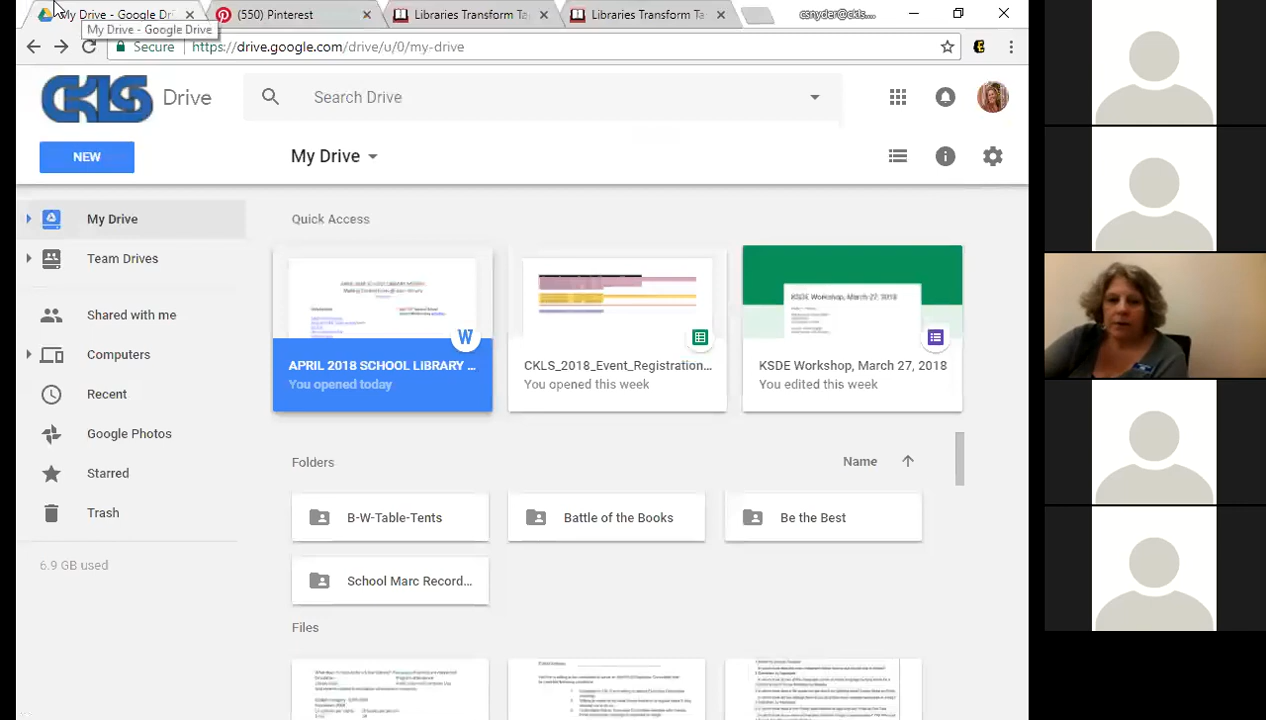 My Drive - Google Dri
(550) Pinterest
Libraries Transform Ta
Libraries Transform Ta
csnyder@ckls....
My Drive - Google Drive
Secure
https://drive.google.com/drive/u/0/my-drive
CKLS Drive
Search Drive
NEW
My Drive
My Drive
Team Drives
Shared with me
Computers
Recent
Google Photos
Starred
Trash
6.9 GB used
Quick Access
APRIL 2018 SCHOOL LIBRARY ...
You opened today
CKLS_2018_Event_Registration...
You opened this week
KSDE Workshop, March 27, 2018
KSDE Workshop, March 27, 2018
You edited this week
Folders
Name
B-W-Table-Tents
Battle of the Books
Be the Best
School Marc Record...
Files